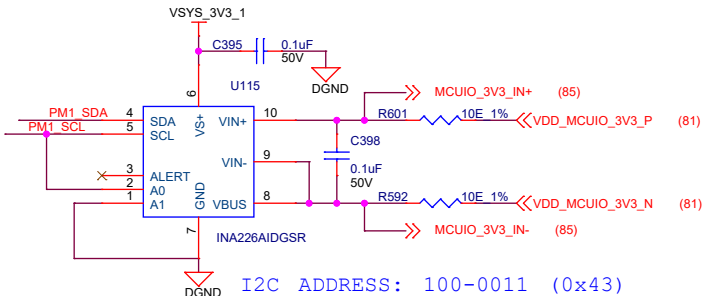 VSYS_3V3_1
C395 0.1uF
50V
DGND
U115
MCUIO_3V3_IN+ (85)
6
PM1_SDA 4 SDA VS+ VIN+ 10 R601 10E_1% VDD_MCUIO_3V3_P (81)
PM1_SCL 5 SCL
C398
VIN- 9
0.1uF
3 ALERT
50V
2 A0
GND
1 A1 VBUS 8 R592 10E_1% VDD_MCUIO_3V3_N (81)
7
INA226AIDGSR
MCUIO_3V3_IN- (85)
DGND
I2C ADDRESS: 100-0011 (0x43)